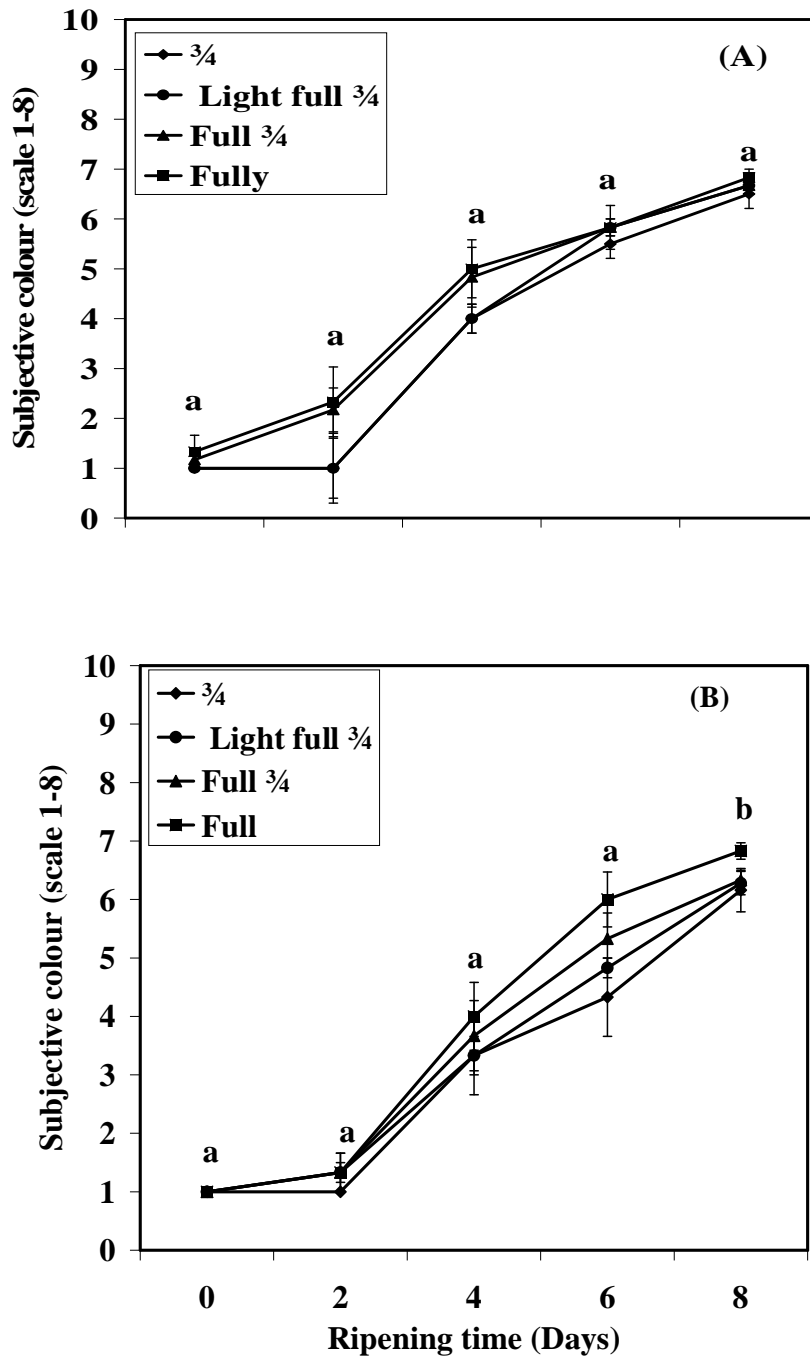 10
9
8
7
6
5
4
3
2
1
0
Subjective colour (scale 1-8)
¾
Light full ¾
Full ¾
Fully
(A)
a
a
a
a
a
10
9
8
7
6
5
4
3
2
1
0
Subjective colour (scale 1-8)
¾
Light full ¾
Full ¾
Full
(B)
a
a
a
a
b
0 2 4 6 8
Ripening time (Days)